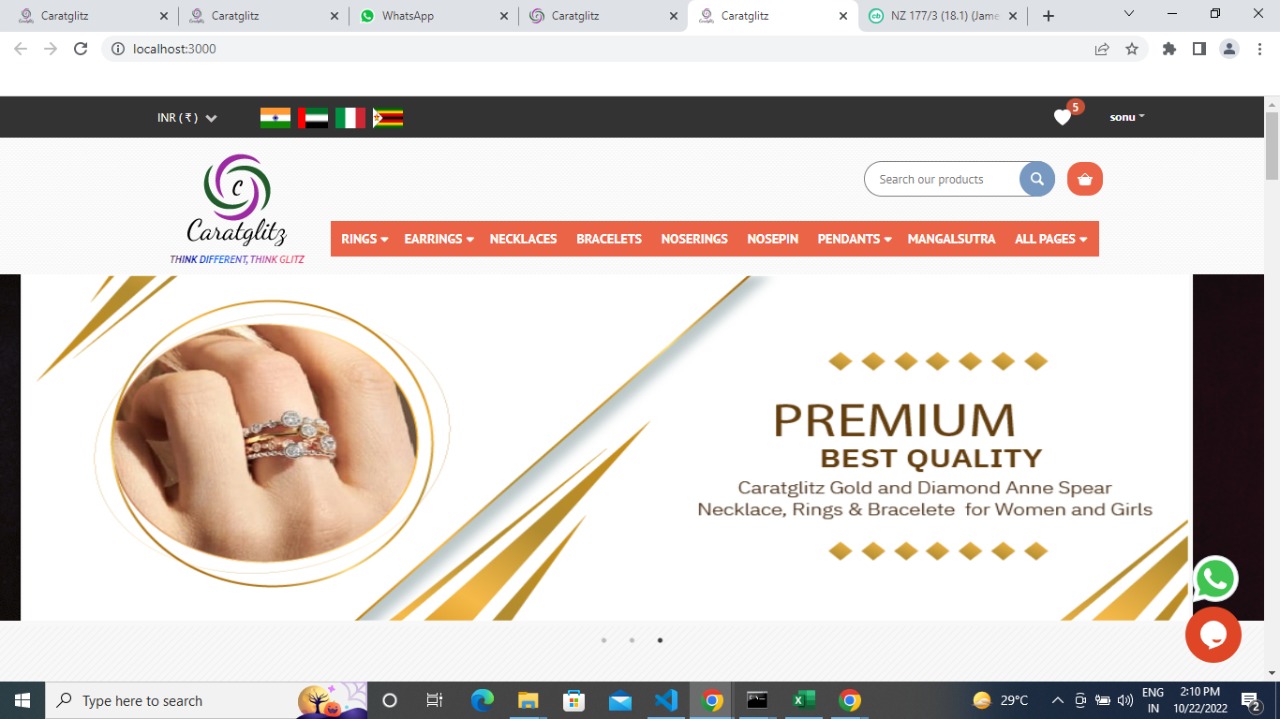 Caratglitz
Caratglitz
WhatsApp
Caratglitz
Caratglitz
NZ 177/3 (18.1) (Jame
localhost:3000
INR ( ₹ )
5
sonu
Search our products
C
Caratglitz
THINK DIFFERENT, THINK GLITZ
RINGS
EARRINGS
NECKLACES
BRACELETS
NOSERINGS
NOSEPIN
PENDANTS
MANGALSUTRA
ALL PAGES
PREMIUM
BEST QUALITY
Caratglitz Gold and Diamond Anne Spear
Necklace, Rings & Bracelete for Women and Girls
Type here to search
29°C
ENG
IN
2:10 PM
10/22/2022
2